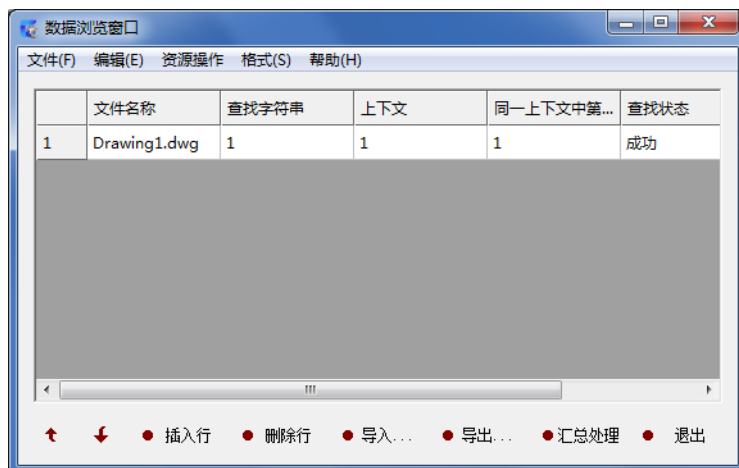 数据浏览窗口
文件(F) 编辑(E) 资源操作 格式(S) 帮助(H)
文件名称 查找字符串 上下文 同一上下文中第... 查找状态
1 Drawing1.dwg 1 1 1 成功
插入行 删除行 导入... 导出... 汇总处理 退出